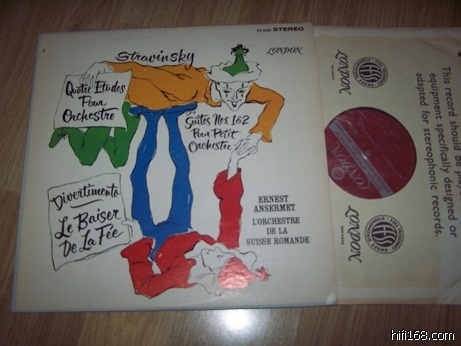 STEREO
Stravinsky
LONDON
Quatre Etudes
Pour
Orchestre
Suites Nos. 1 & 2
Pour Petit
Orchestre
Divertimento
Le Baiser
De La Fée
ERNEST
ANSERMET
L'ORCHESTRE
DE LA
SUISSE ROMANDE
London
London
London
This record should be
equipment specifically designed or
adapted for stereophonic
records.
hifi168.com